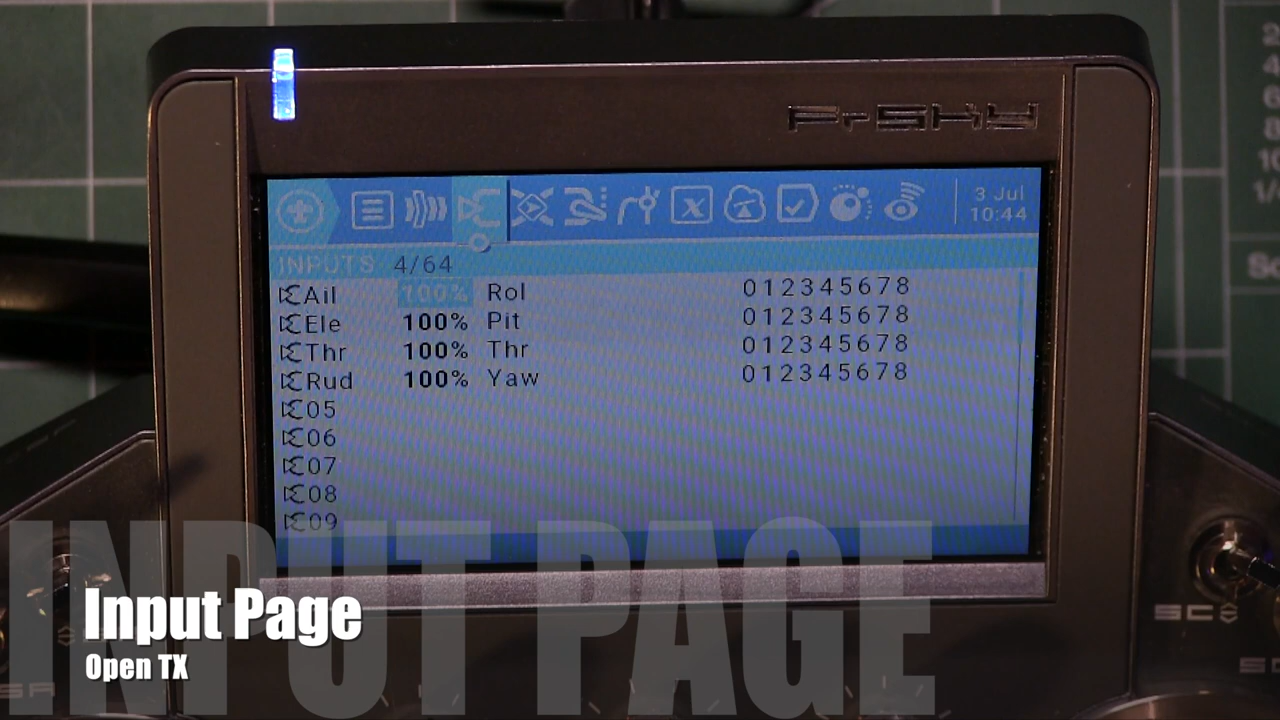 FrSKY
3 Jul
10:44
INPUTS 4/64
Ail 100% Rol 012345678
Ele 100% Pit 012345678
Thr 100% Thr 012345678
Rud 100% Yaw 012345678
05
06
07
08
09
INPUT PAGE
Input Page
Open TX
SA
SC